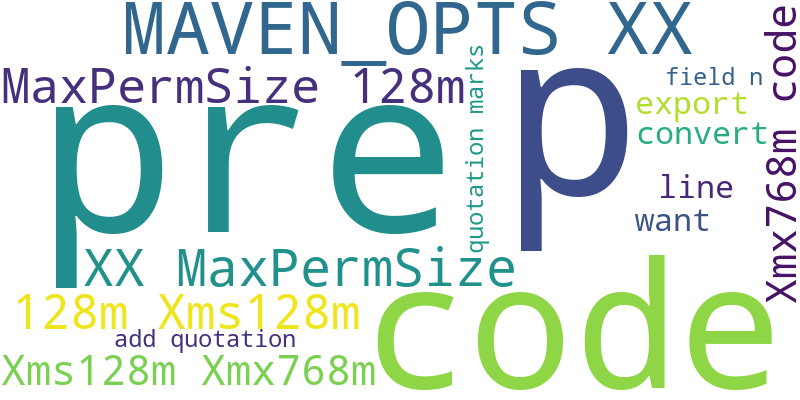 MAVEN_OPTS XX
MaxPermSize 128m
pre
p
quotation marks
field n
export
convert
line
want
Xmx768m code
XX MaxPermSize
128m Xms128m
add quotation
Xms128m Xmx768m
code